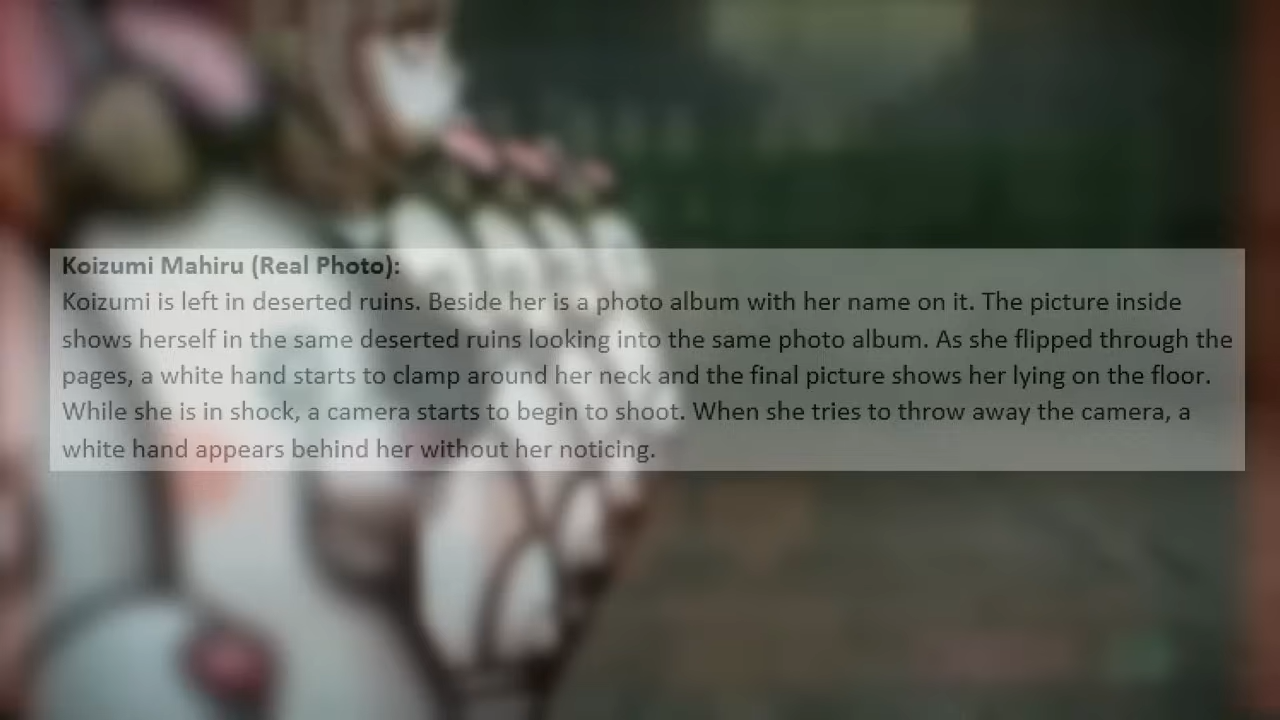 Koizumi Mahiru (Real Photo):
Koizumi is left in deserted ruins. Beside her is a photo album with her name on it. The picture inside
shows herself in the same deserted ruins looking into the same photo album. As she flipped through the
pages, a white hand starts to clamp around her neck and the final picture shows her lying on the floor.
While she is in shock, a camera starts to begin to shoot. When she tries to throw away the camera, a
white hand appears behind her without her noticing.